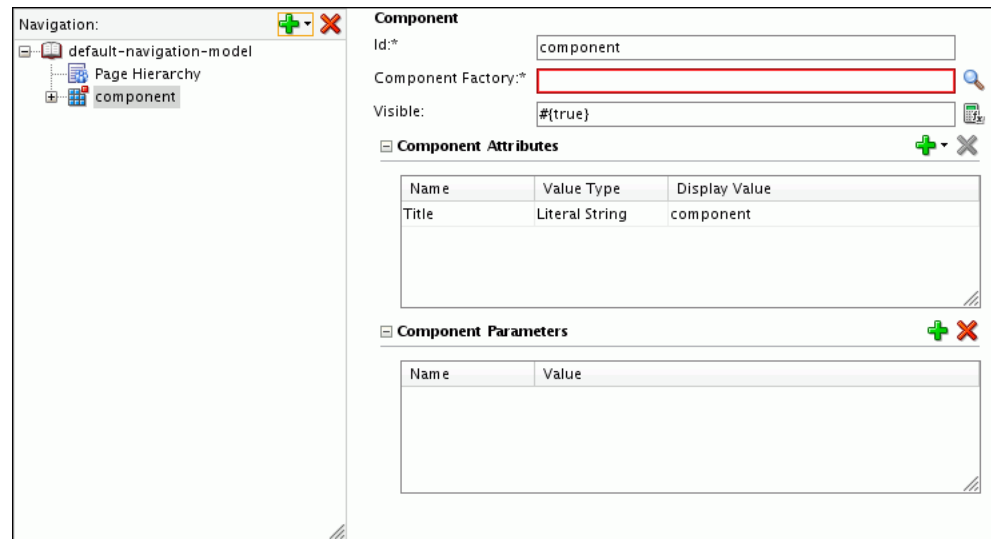 Navigation:
default-navigation-model
Page Hierarchy
component
Component
Id:*
component
Component Factory:*
Visible:
#{true}
Component Attributes
Name Value Type Display Value
Title Literal String component
Component Parameters
Name Value